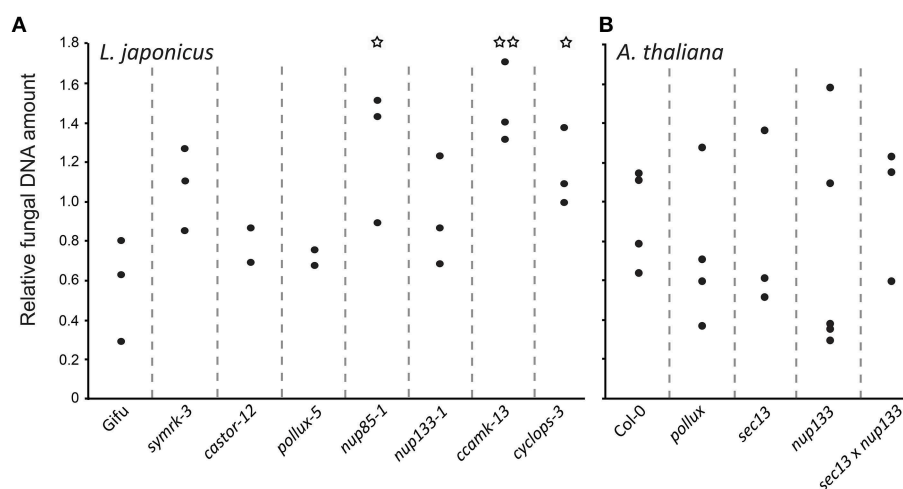 A
B
L. japonicus
A. thaliana
Relative fungal DNA amount
1.8
1.6
1.4
1.2
1.0
0.8
0.6
0.4
0.2
0
Gifu
symrk-3
castor-12
pollux-5
nup85-1
nup133-1
ccamk-13
cyclops-3
Col-0
pollux
sec13
nup133
sec13 x nup133